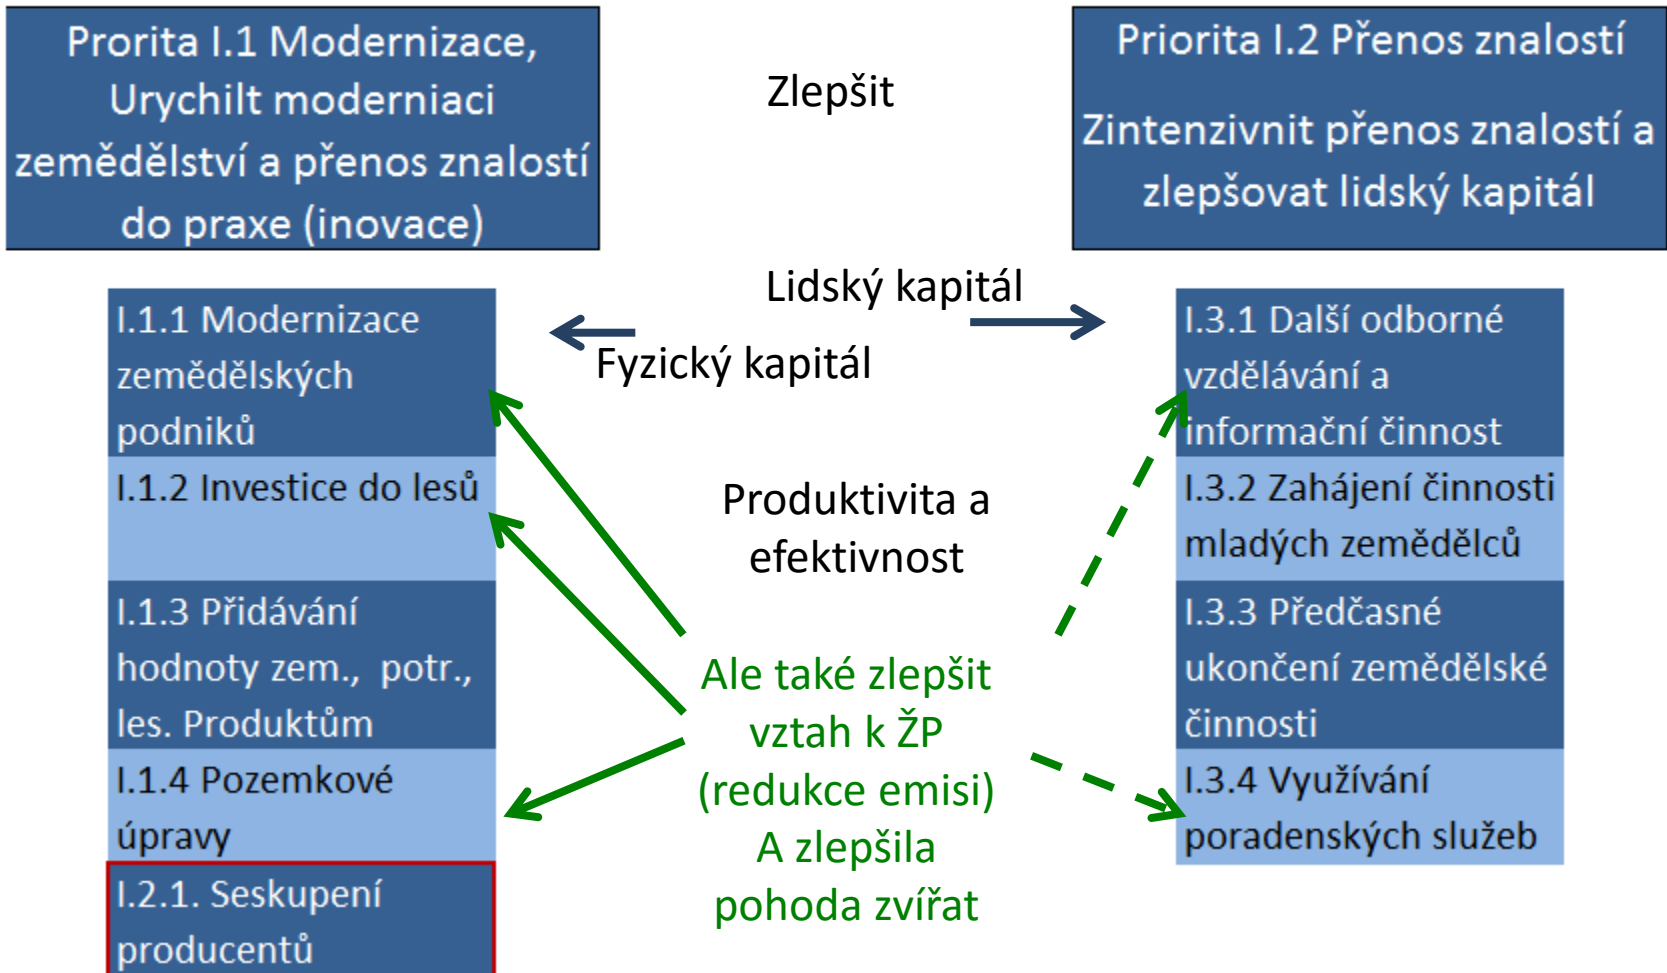 Prorita I.1 Modernizace,
Urychilt moderniaci
zemědělství a přenos znalostí
do praxe (inovace)
Zlepšit
Priorita I.2 Přenos znalostí
Zintenzivnit přenos znalostí a
zlepšovat lidský kapitál
Lidský kapitál
Fyzický kapitál
I.1.1 Modernizace
zemědělských
podniků
I.1.2 Investice do lesů
I.1.3 Přidávání
hodnoty zem., potr.,
les. Produktům
I.1.4 Pozemkové
úpravy
I.2.1. Seskupení
producentů
Produktivita a
efektivnost
Ale také zlepšit
vztah k ŽP
(redukce emisi)
A zlepšila
pohoda zvířat
I.3.1 Další odborné
vzdělávání a
informační činnost
I.3.2 Zahájení činnosti
mladých zemědělců
I.3.3 Předčasné
ukončení zemědělské
činnosti
I.3.4 Využívání
poradenských služeb